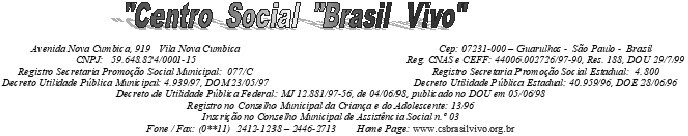 "Centro Social "Brasil Vivo"
Avenida Nova Cumbica, 919 Vila Nova Cumbica Cep: 07231-000 – Guarulhos - São Paulo - Brasil
CNPJ: 59.648.824/0001-15 Reg. CNAS e CEFF: 44006.002726/97-90, Res. 188, DOU 29/7/99
Registro Secretaria Promoção Social Municipal: 077/C Registro Secretaria Promoção Social Estadual: 4.800
Decreto Utilidade Pública Municipal: 4.939/97, DOM 23/05/97 Decreto Utilidade Pública Estadual: 40.959/96, DOE 28/06/96
Decreto de Utilidade Pública Federal: MJ 12.881/97-56, de 04/06/98, publicado no DOU em 05/06/98
Registro no Conselho Municipal da Criança e do Adolescente: 13/96
Inscrição no Conselho Municipal de Assistência Social n.º 03
Fone / Fax: (0**11) 2412-1238 – 2446-2713 Home Page: www.csbrasilvivo.org.br